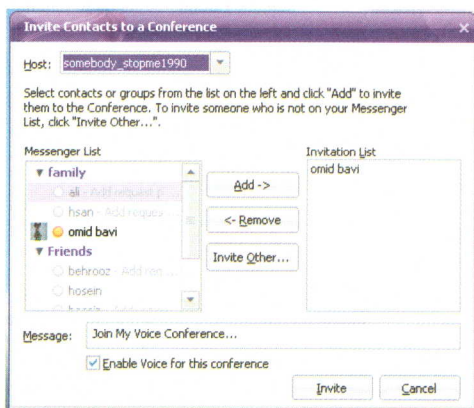 Invite Contacts to a Conference
Host: somebody_stopme1990
Select contacts or groups from the list on the left and click "Add" to invite
them to the Conference. To invite someone who is not on your Messenger
List, click "Invite Other...".
Messenger List
Invitation List
family
ali - Add request p...
hsan - Add reques...
omid bavi
Friends
behrooz - Add req...
hosein
Add ->
<- Remove
Invite Other...
omid bavi
Message: Join My Voice Conference...
Enable Voice for this conference
Invite
Cancel